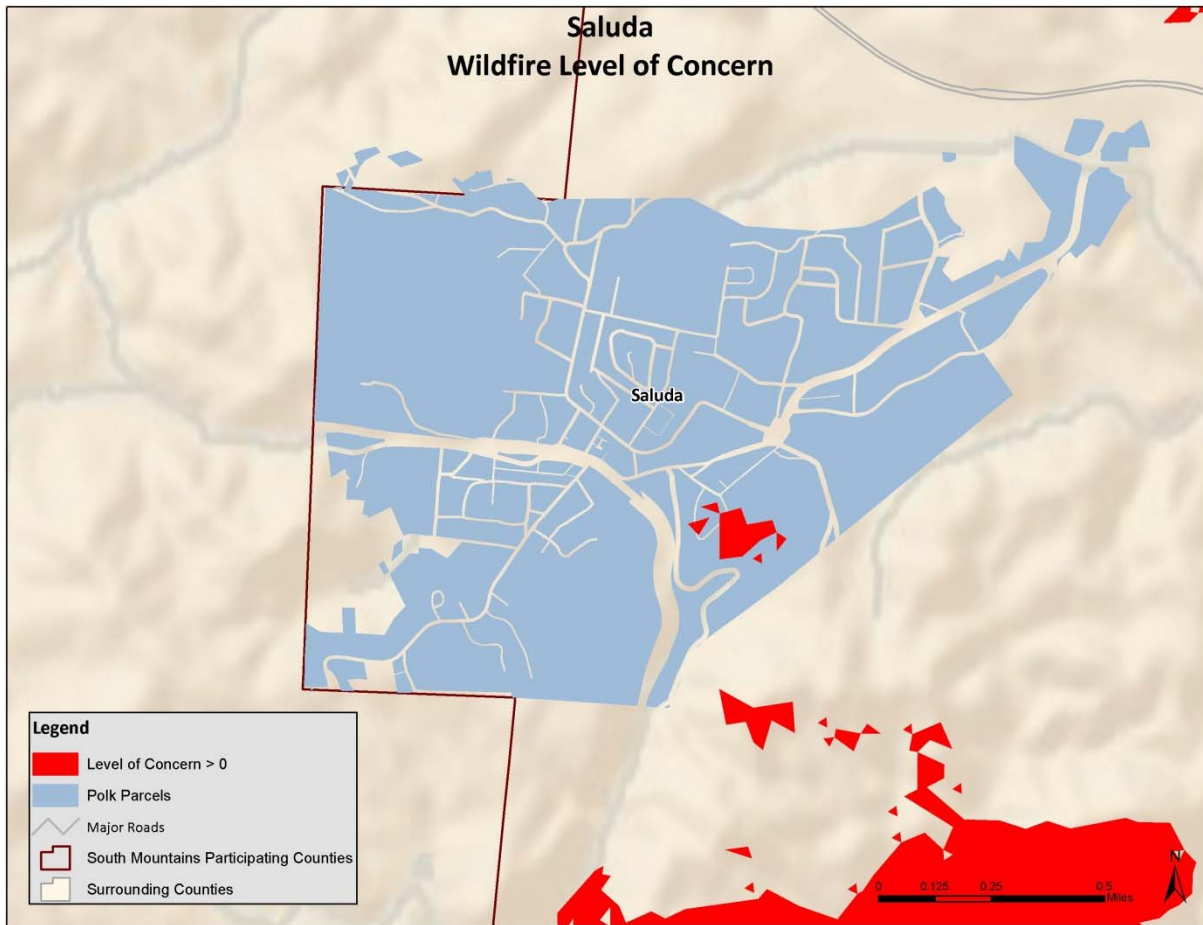 Saluda
Wildfire Level of Concern
Saluda
Legend
Level of Concern > 0
Polk Parcels
Major Roads
South Mountains Participating Counties
Surrounding Counties
N
0 0.125 0.25 0.5
Miles